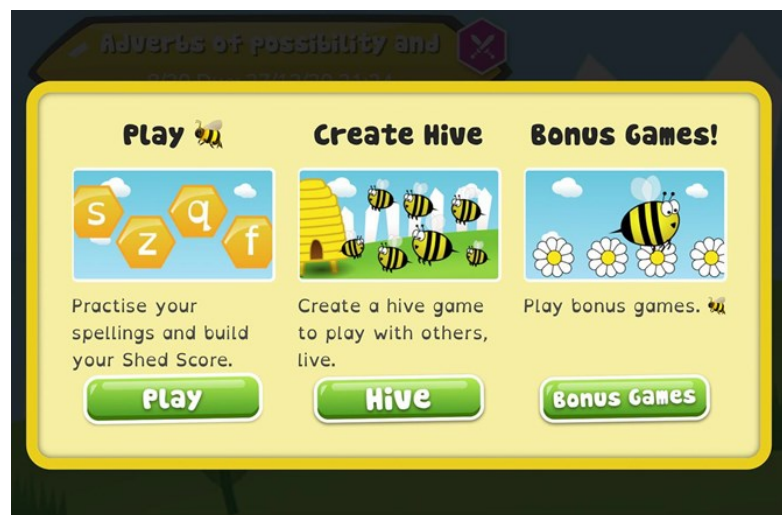 Adverbs of possibility and
Play
Create Hive
Bonus Games!
s
z
q
f
Practise your
spellings and build
your Shed Score.
Create a hive game
to play with others,
live.
Play bonus games.
Play
Hive
Bonus Games